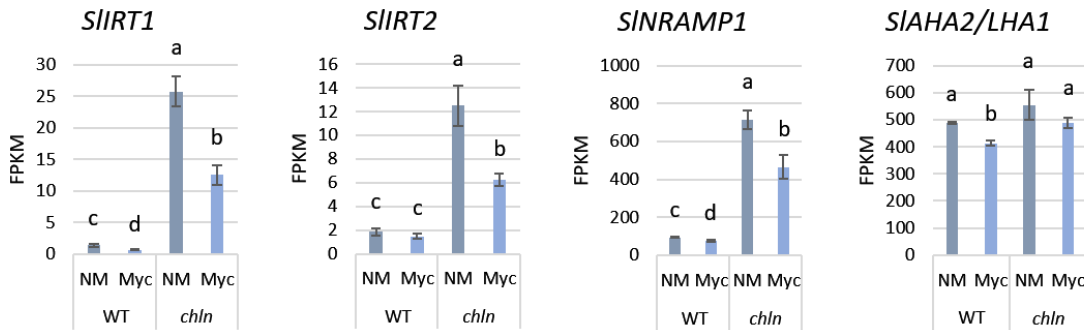 SlIRT1
FPKM
30
25
20
15
10
5
0
c
d
a
b
NM Myc NM Myc
WT chln
SlIRT2
FPKM
16
14
12
10
8
6
4
2
0
c
c
a
b
NM Myc NM Myc
WT chln
SlNRAMP1
FPKM
1000
800
600
400
200
0
c
d
a
b
NM Myc NM Myc
WT chln
SlAHA2/LHA1
FPKM
700
600
500
400
300
200
100
0
a
b
a
a
NM Myc NM Myc
WT chln